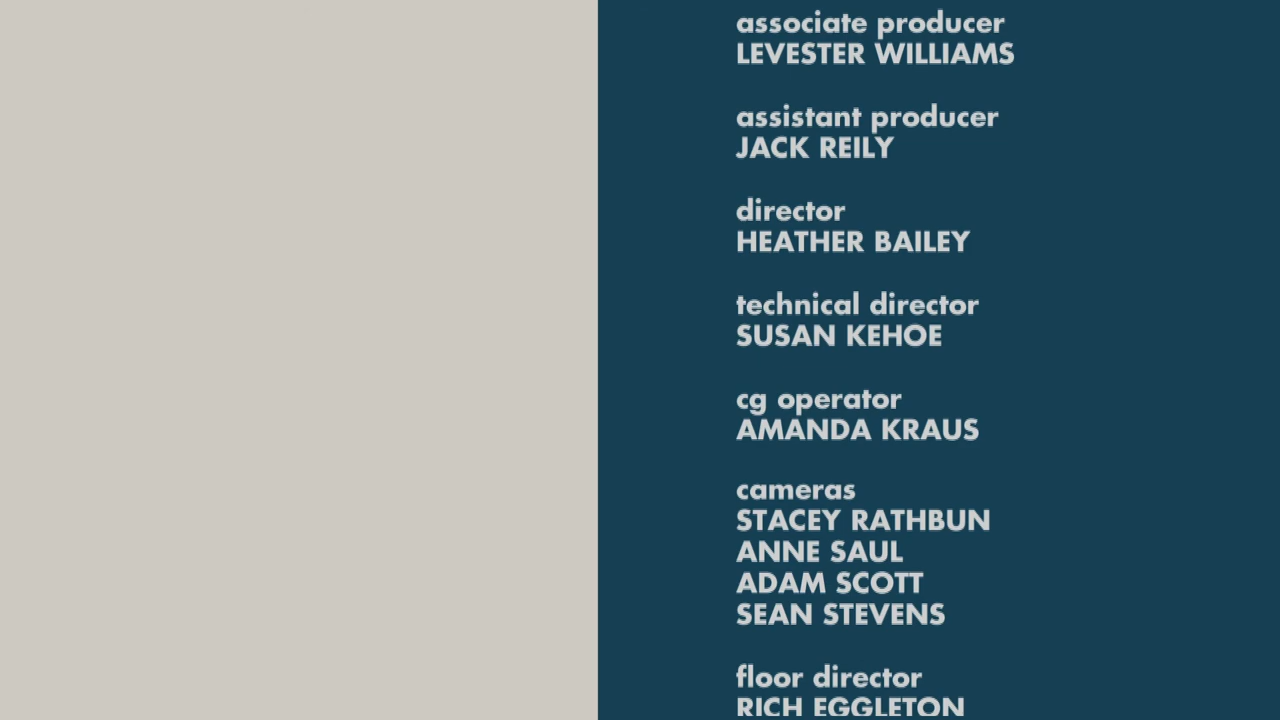 associate producer
LEVESTER WILLIAMS
assistant producer
JACK REILY
director
HEATHER BAILEY
technical director
SUSAN KEHOE
cg operator
AMANDA KRAUS
cameras
STACEY RATHBUN
ANNE SAUL
ADAM SCOTT
SEAN STEVENS
floor director
RICH EGGLETON